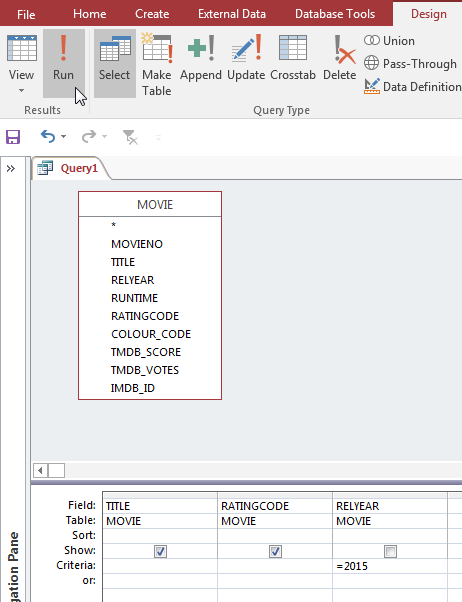 File Home Create External Data Database Tools Design
View Run Select Make Table Append Update Crosstab Delete
Union
Pass-Through
Data Definition
Results Query Type
Query1
MOVIE
*
MOVIENO
TITLE
RELYEAR
RUNTIME
RATINGCODE
COLOUR_CODE
TMDB_SCORE
TMDB_VOTES
IMDB_ID
Field: TITLE RATINGCODE RELYEAR
Table: MOVIE MOVIE MOVIE
Sort:
Show:
Criteria: =2015
or:
gation Pane